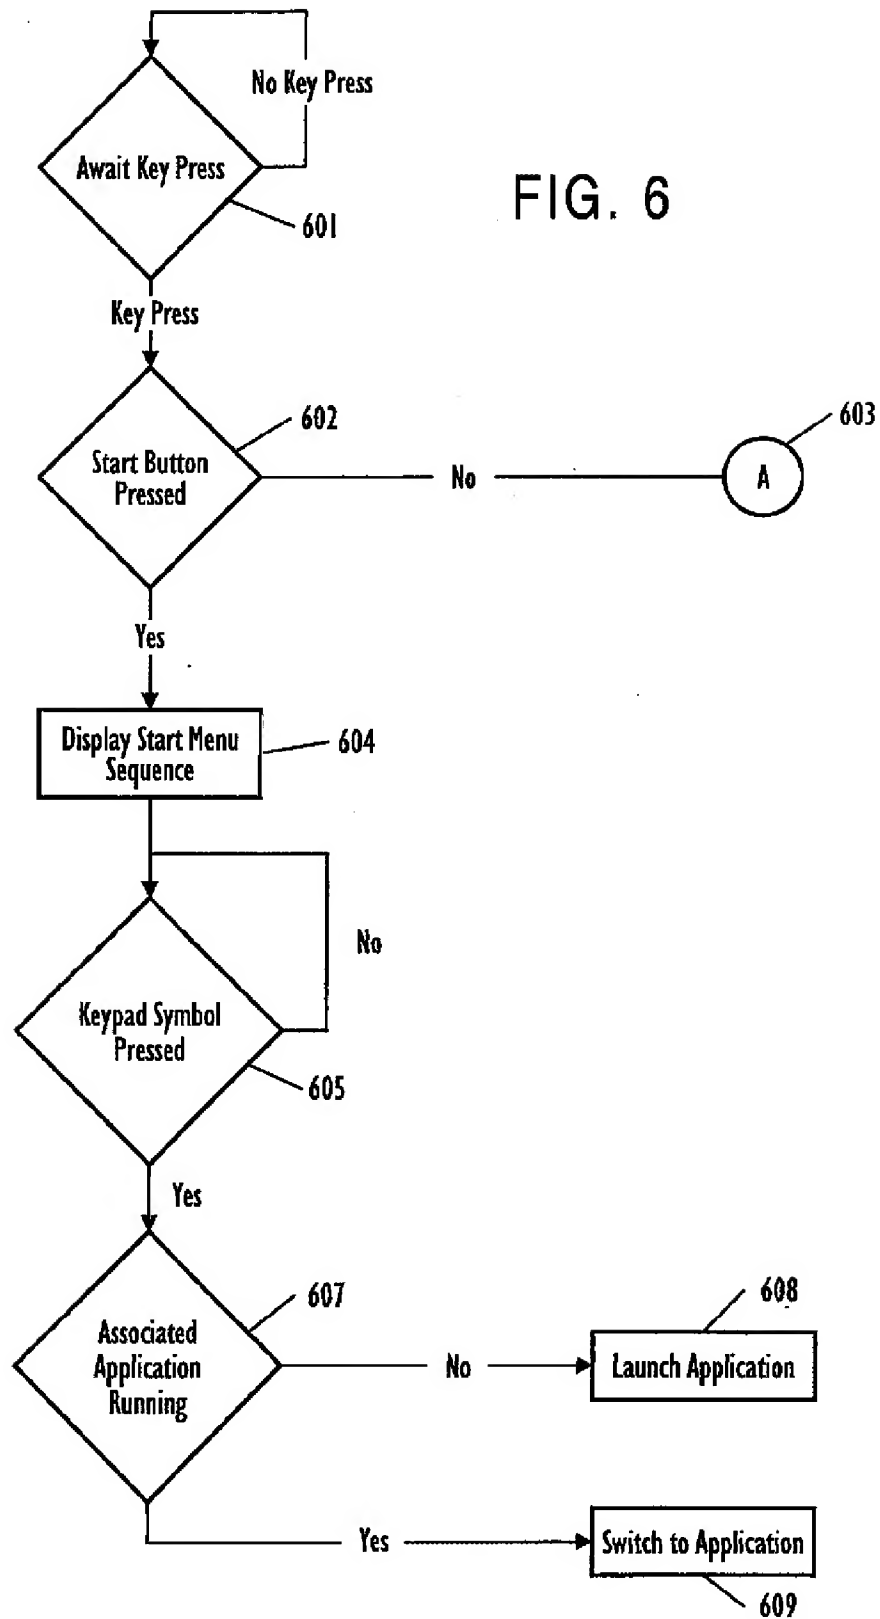 No Key Press
Await Key Press
601
FIG. 6
Key Press
602
603
Start Button
Pressed
No
A
Yes
Display Start Menu
Sequence
604
No
Keypad Symbol
Pressed
605
Yes
607
608
Associated
Application
Running
No
Launch Application
Yes
Switch to Application
609